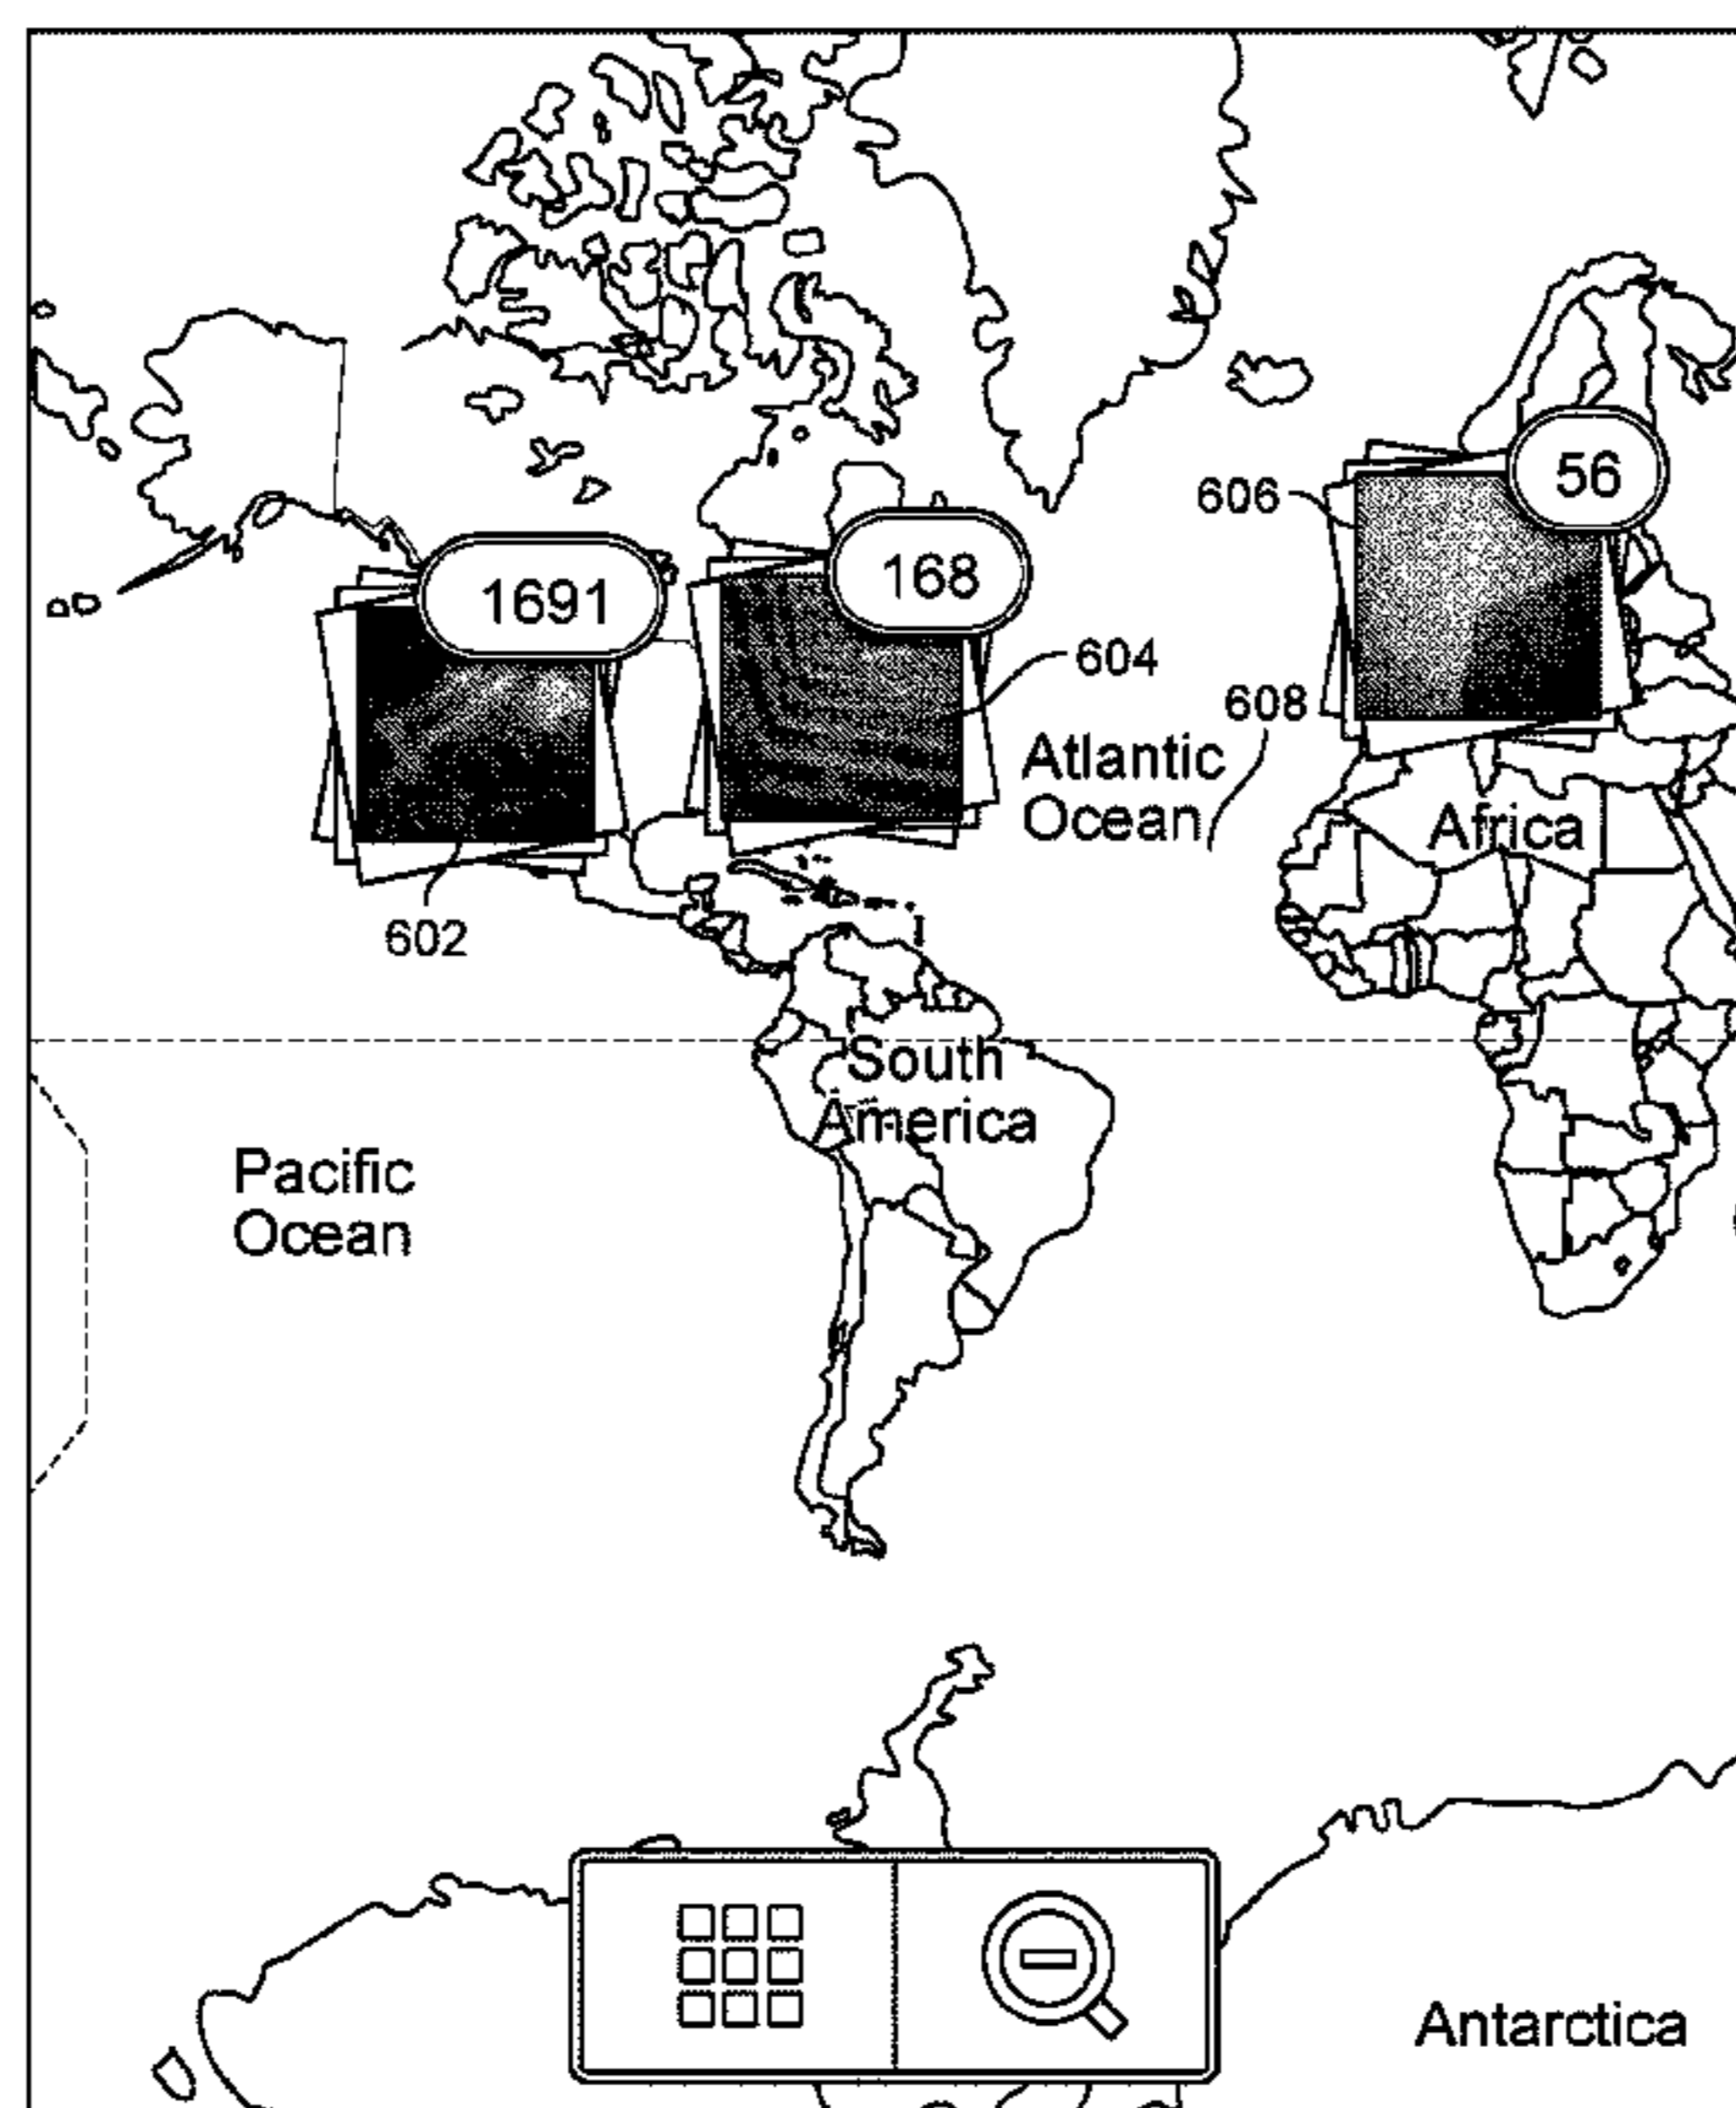 56
606
1691
168
604
608
Atlantic
Ocean
Africa
602
South
America
Pacific
Ocean
Antarctica